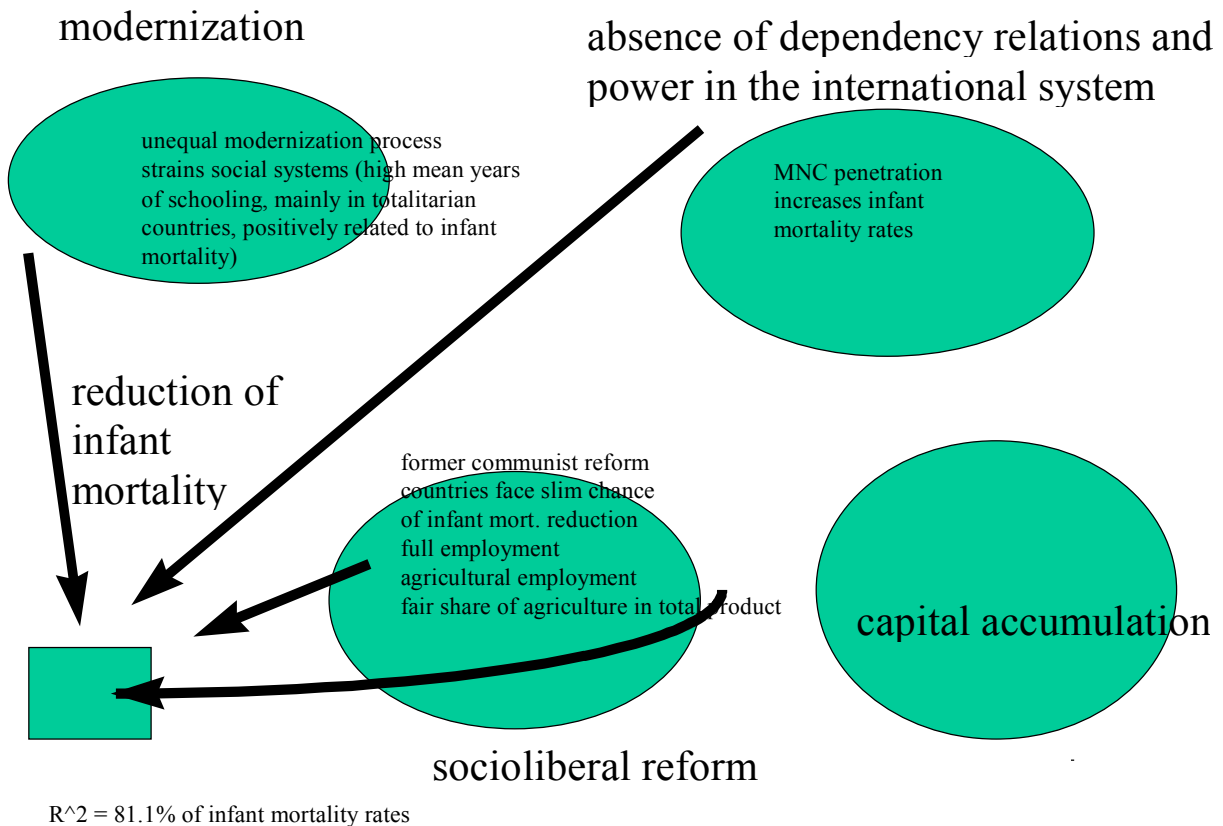 modernization
absence of dependency relations and
power in the international system
unequal modernization process
strains social systems (high mean years
of schooling, mainly in totalitarian
countries, positively related to infant
mortality)
MNC penetration
increases infant
mortality rates
reduction of
infant
mortality
former communist reform
countries face slim chance
of infant mort. reduction
full employment
agricultural employment
fair share of agriculture in total product
capital accumulation
socioliberal reform
-
R^2 = 81.1% of infant mortality rates